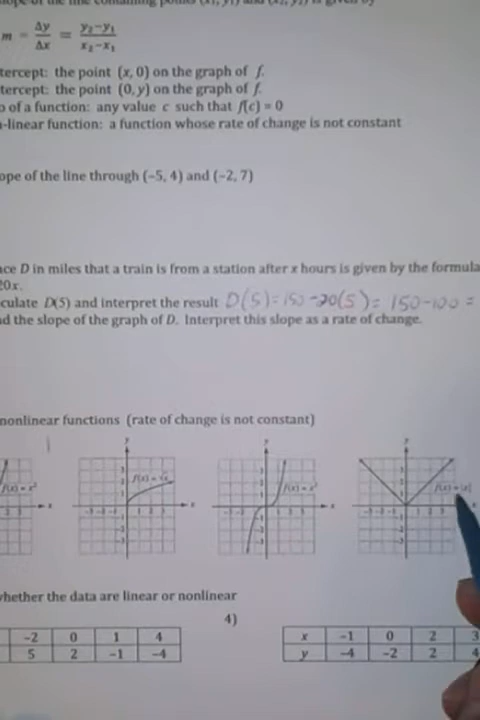 m = Δy/Δx = y₂−y₁/x₂−x₁
tercept: the point (x, 0) on the graph of f.
tercept: the point (0, y) on the graph of f.
of a function: any value c such that f(c) = 0
-linear function: a function whose rate of change is not constant
ope of the line through (−5, 4) and (−2, 7)
ce D in miles that a train is from a station after x hours is given by the formula
20x.
culate D(5) and interpret the result D(5)=150-20(5)= 150-100=
d the slope of the graph of D. Interpret this slope as a rate of change.
nonlinear functions (rate of change is not constant)
f(x) = x² f(x) = √x f(x) = x³ f(x) = |x|
whether the data are linear or nonlinear
4)
−2 0 1 4 x −1 0 2 3
5 2 −1 −4 y −4 −2 2 4